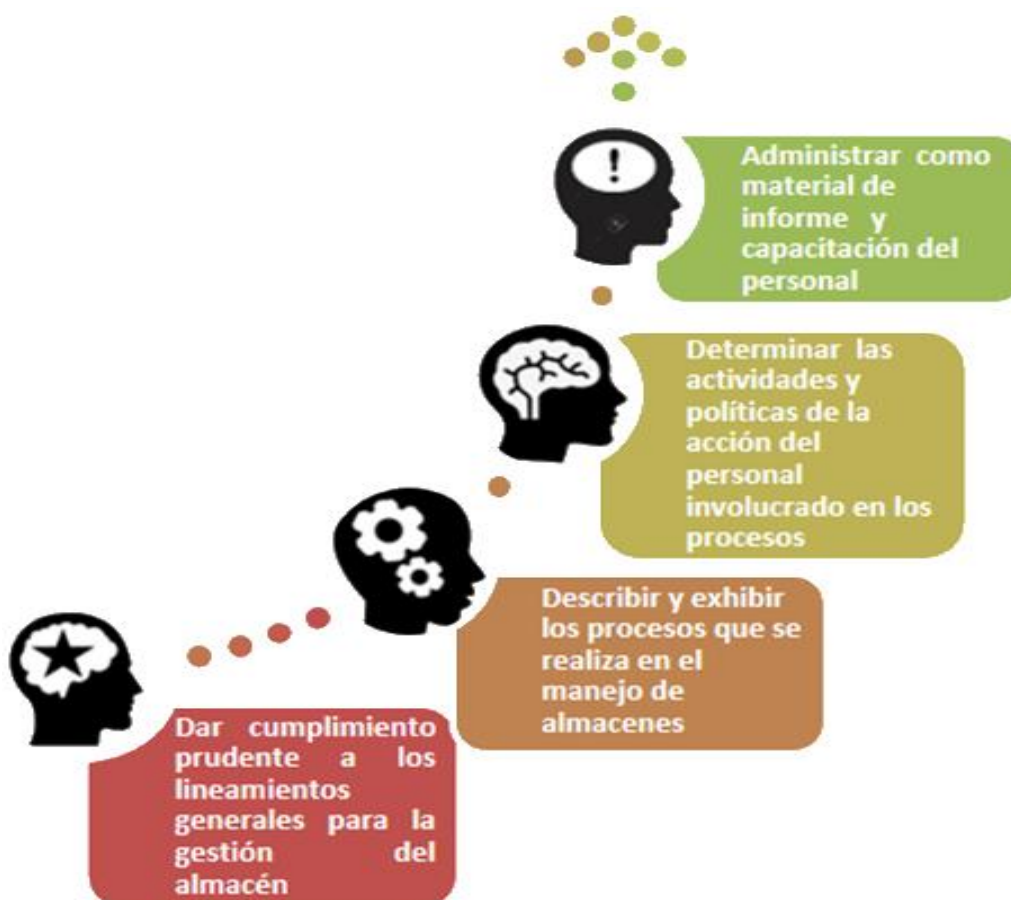 Administrar como
material de
informe y
capacitación del
personal
Determinar las
actividades y
políticas de la
acción del
personal
involucrado en los
procesos
Describir y exhibir
los procesos que se
realiza en el
manejo de
almacenes
Dar cumplimiento
prudente a los
lineamientos
generales para la
gestión del
almacén